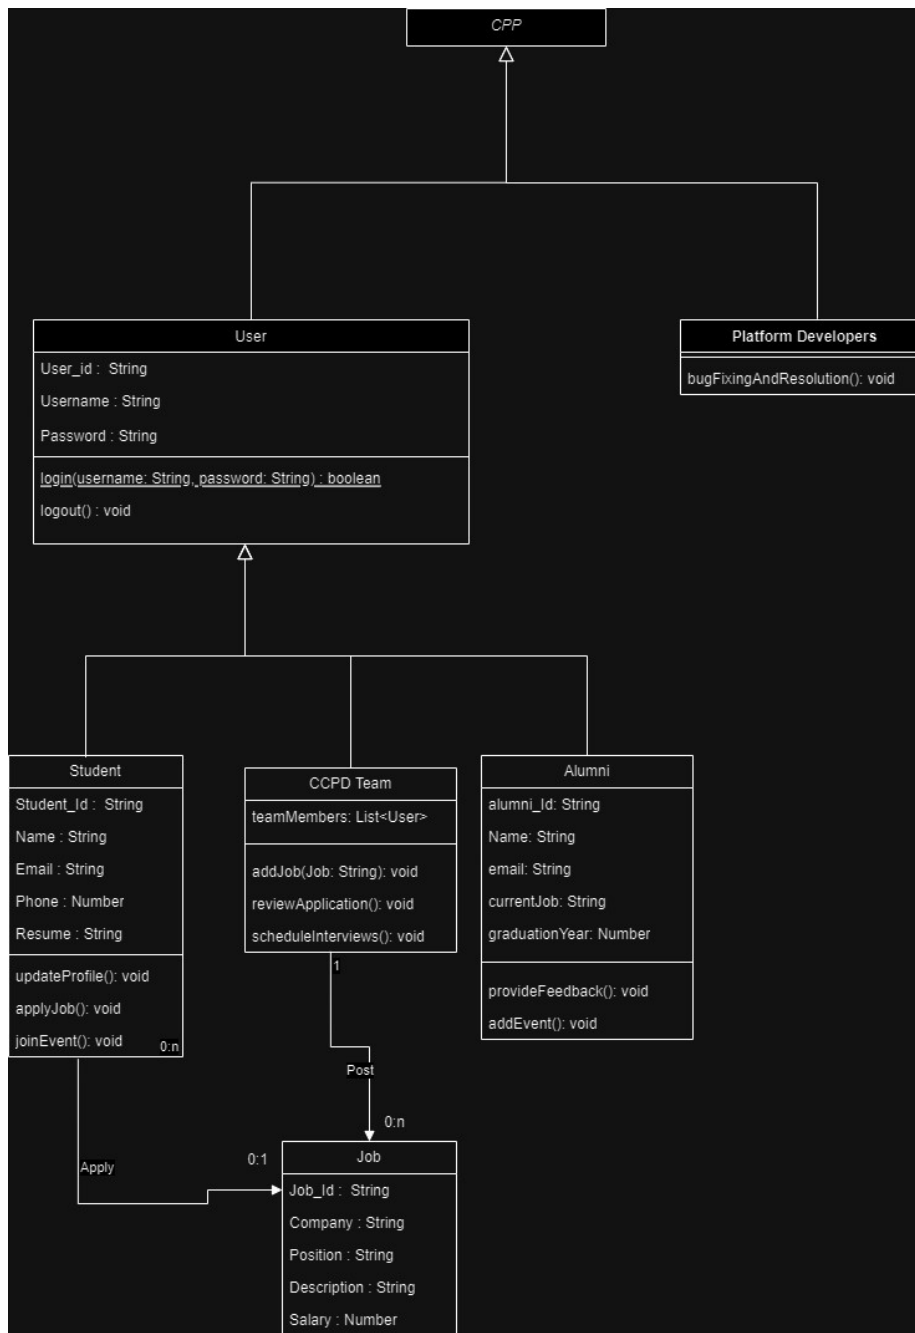 CPP
User
User_id :  String
Username : String
Password : String
login(username: String, password: String) : boolean
logout() : void
Platform Developers
bugFixingAndResolution(): void
Student
Student_Id :  String
Name : String
Email : String
Phone : Number
Resume : String
updateProfile(): void
applyJob(): void
joinEvent(): void
0:n
CCPD Team
teamMembers: List<User>
addJob(Job: String): void
reviewApplication(): void
scheduleInterviews(): void
1
Alumni
alumni_Id: String
Name: String
email: String
currentJob: String
graduationYear: Number
provideFeedback(): void
addEvent(): void
Post
0:n
Apply
0:1
Job
Job_Id :  String
Company : String
Position : String
Description : String
Salary : Number